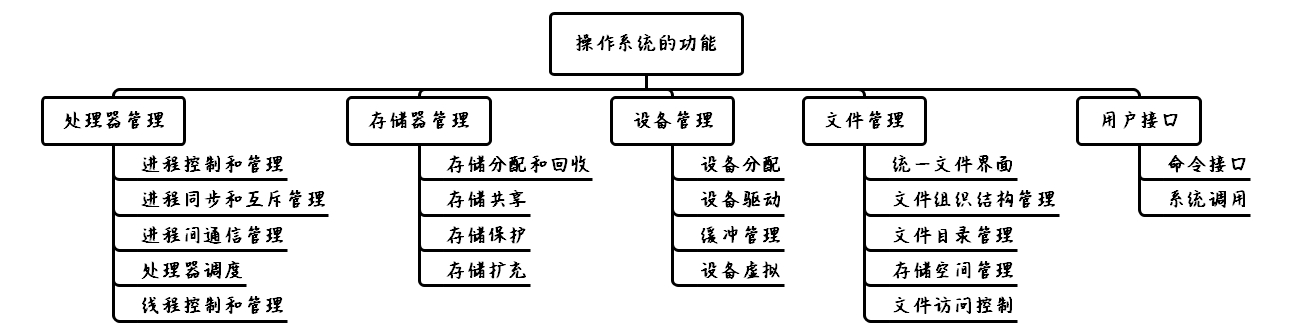 操作系统的功能
处理器管理
进程控制和管理
进程同步和互斥管理
进程间通信管理
处理器调度
线程控制和管理
存储器管理
存储分配和回收
存储共享
存储保护
存储扩充
设备管理
设备分配
设备驱动
缓冲管理
设备虚拟
文件管理
统一文件界面
文件组织结构管理
文件目录管理
存储空间管理
文件访问控制
用户接口
命令接口
系统调用